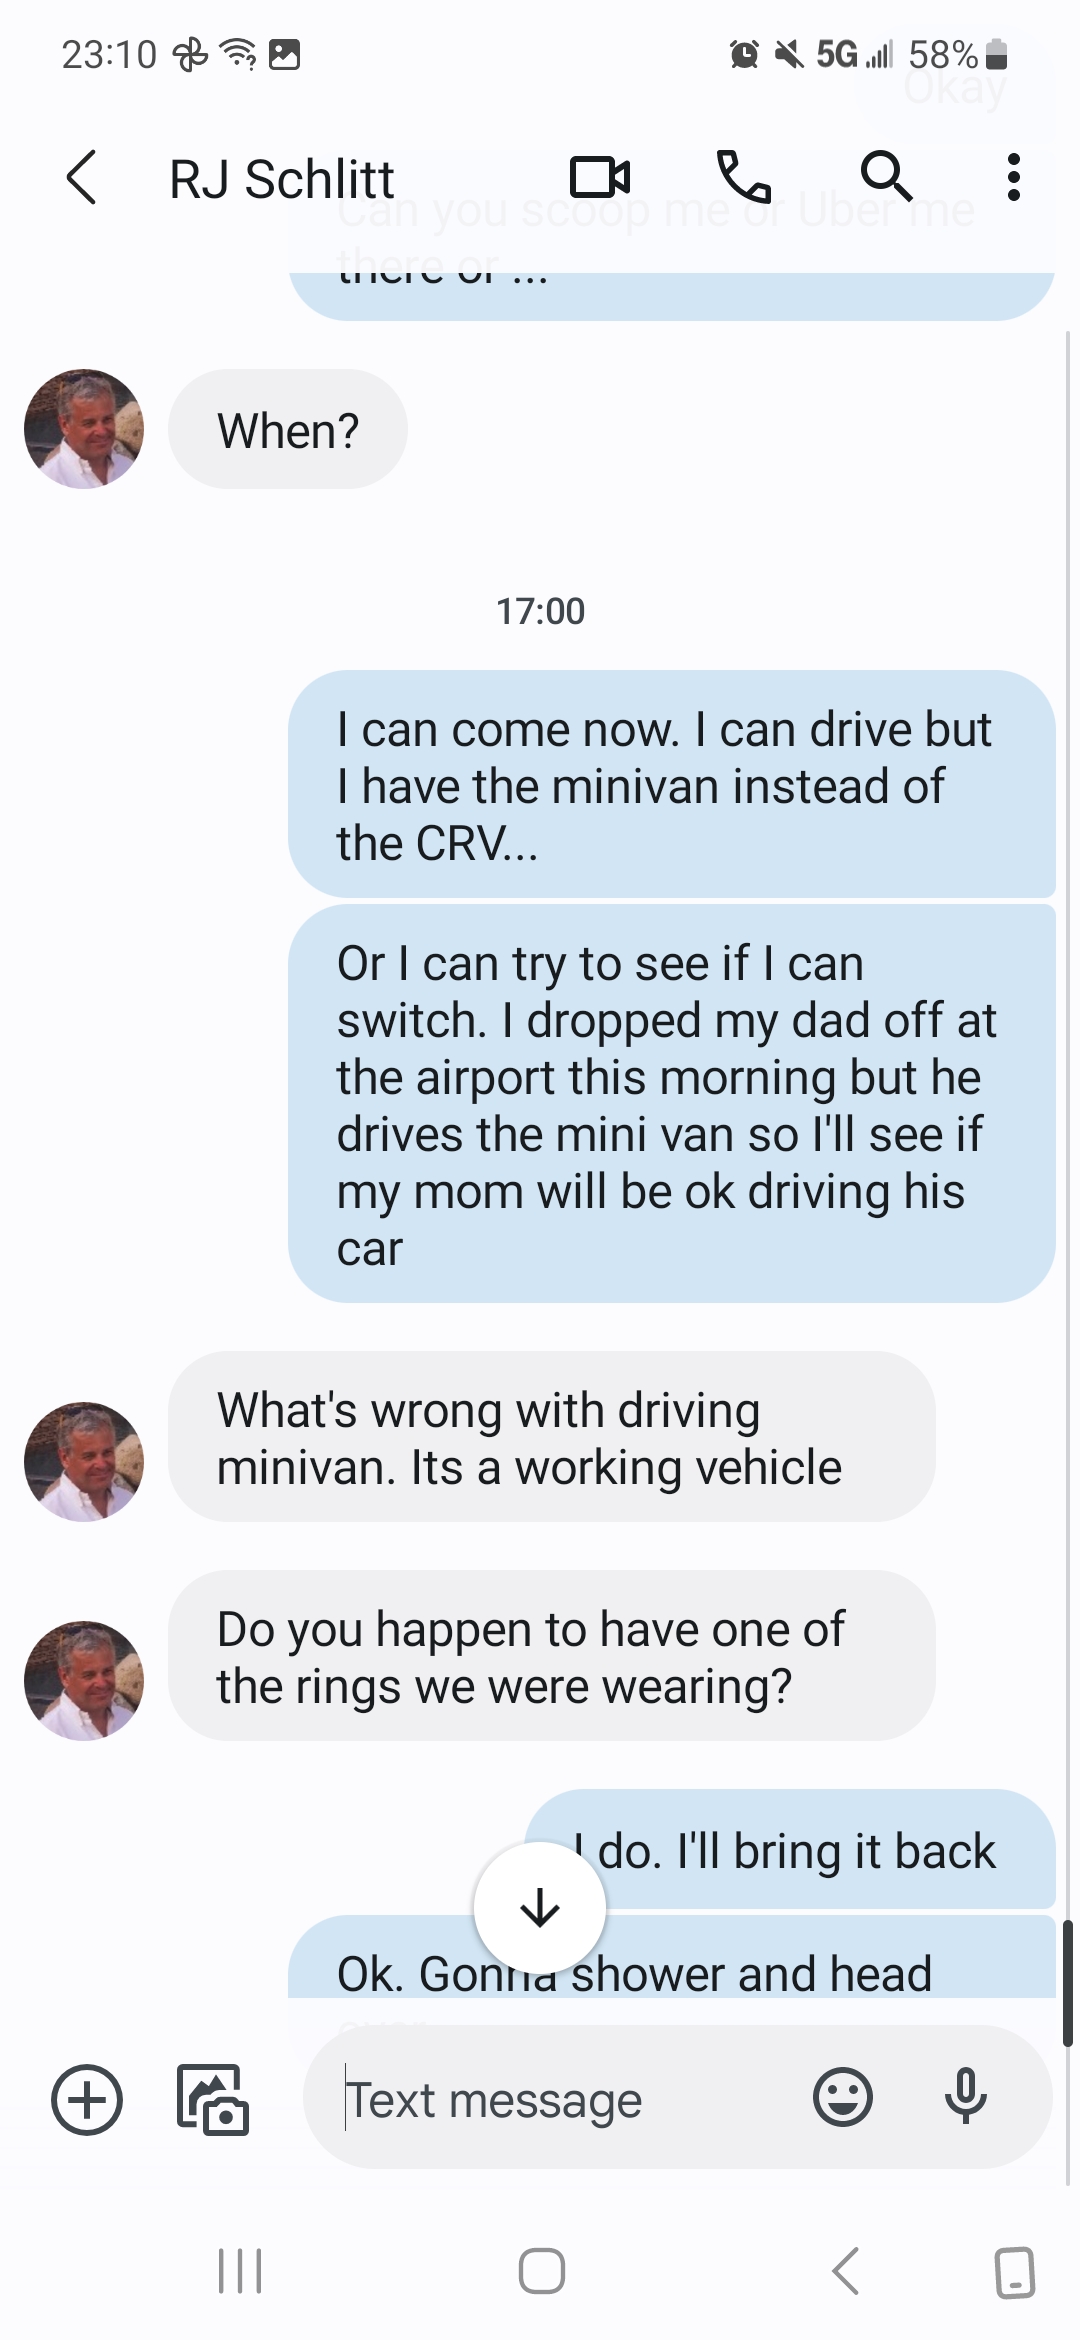 23:10
5G 58%
Okay
RJ Schlitt
Can you scoop me or Uber me
there or ...
When?
17:00
I can come now. I can drive but
I have the minivan instead of
the CRV...
Or I can try to see if I can
switch. I dropped my dad off at
the airport this morning but he
drives the mini van so I'll see if
my mom will be ok driving his
car
What's wrong with driving
minivan. Its a working vehicle
Do you happen to have one of
the rings we were wearing?
I do. I'll bring it back
Ok. Gonna shower and head
Text message